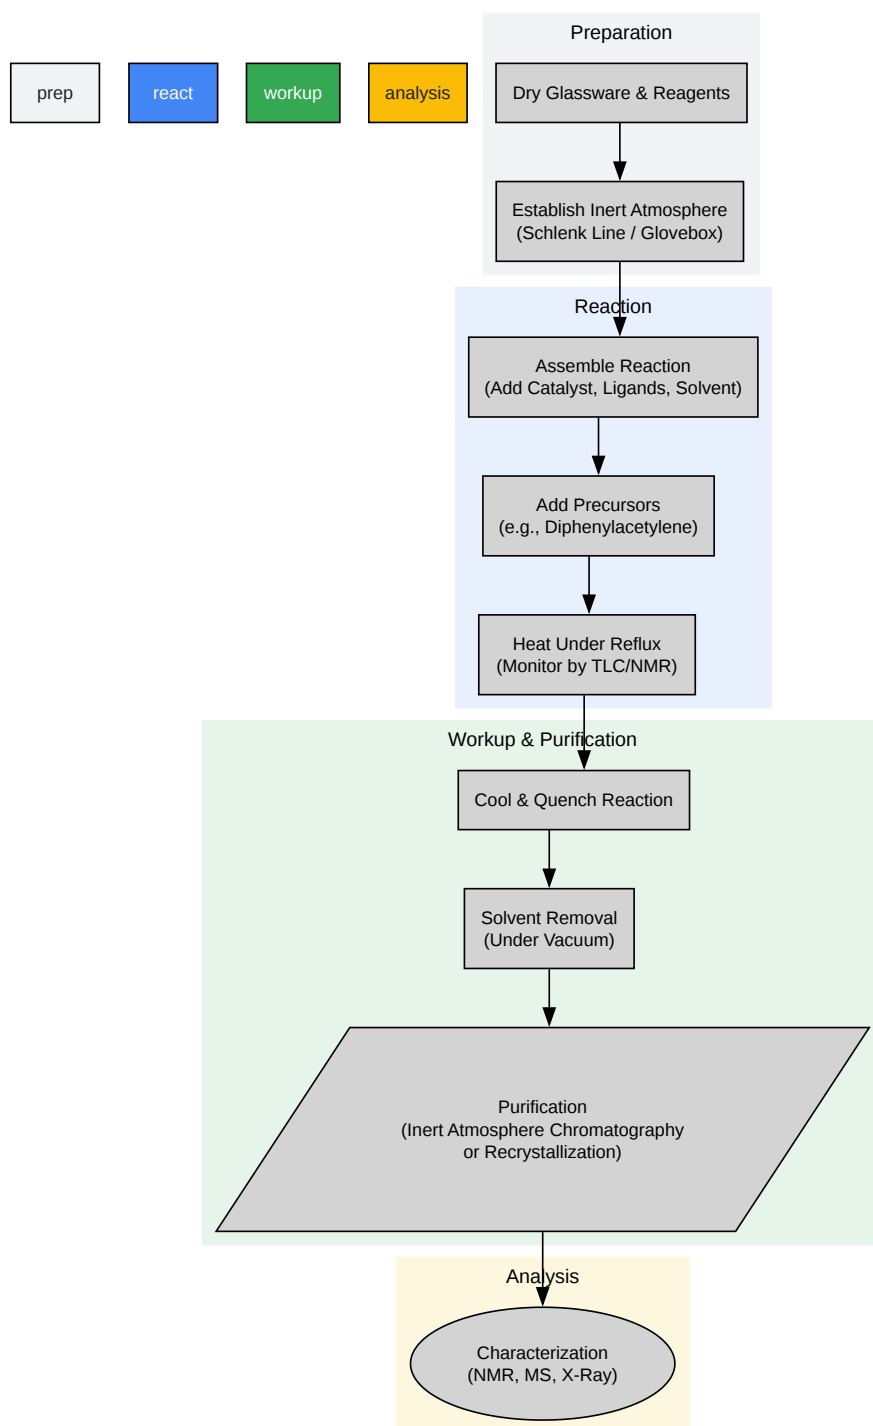 Preparation
prep
react
workup
analysis
Dry Glassware & Reagents
Establish Inert Atmosphere
(Schlenk Line / Glovebox)
Reaction
Assemble Reaction
(Add Catalyst, Ligands, Solvent)
Add Precursors
(e.g., Diphenylacetylene)
Heat Under Reflux
(Monitor by TLC/NMR)
Workup & Purification
Cool & Quench Reaction
Solvent Removal
(Under Vacuum)
Purification
(Inert Atmosphere Chromatography
or Recrystallization)
Analysis
Characterization
(NMR, MS, X-Ray)